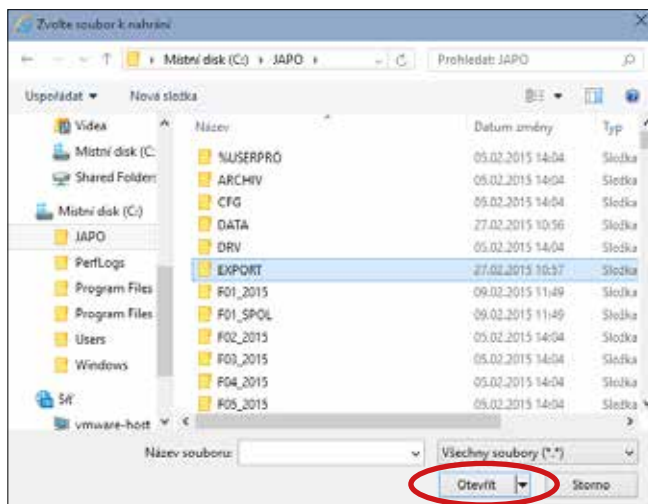 Zvolte soubor k nahrání
Místní disk (C:) JAPO
Prohledat: JAPO
Uspořádat Nová složka
Videa
Místní disk (C:
Shared Folders
Místní disk (C:)
JAPO
PerfLogs
Program Files
Program Files
Users
Windows
Síť
vmware-host
Název Datum změny Typ
%USERPRO 05.02.2015 14:04 Složka
ARCHIV 05.02.2015 14:04 Složka
CFG 05.02.2015 14:04 Složka
DATA 27.02.2015 10:56 Složka
DRV 05.02.2015 14:04 Složka
EXPORT 27.02.2015 10:57 Složka
F01_2015 09.02.2015 11:49 Složka
F01_SPOL 09.02.2015 11:49 Složka
F02_2015 05.02.2015 14:04 Složka
F03_2015 05.02.2015 14:04 Složka
F04_2015 05.02.2015 14:04 Složka
F05_2015 05.02.2015 14:04 Složka
Název souboru: Všechny soubory (*.*)
Otevřít Storno